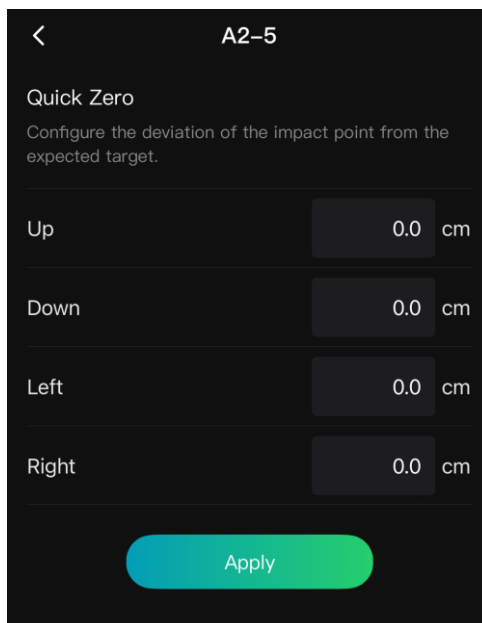 A2-5
Quick Zero
Configure the deviation of the impact point from the
expected target.
Up 0.0 cm
Down 0.0 cm
Left 0.0 cm
Right 0.0 cm
Apply